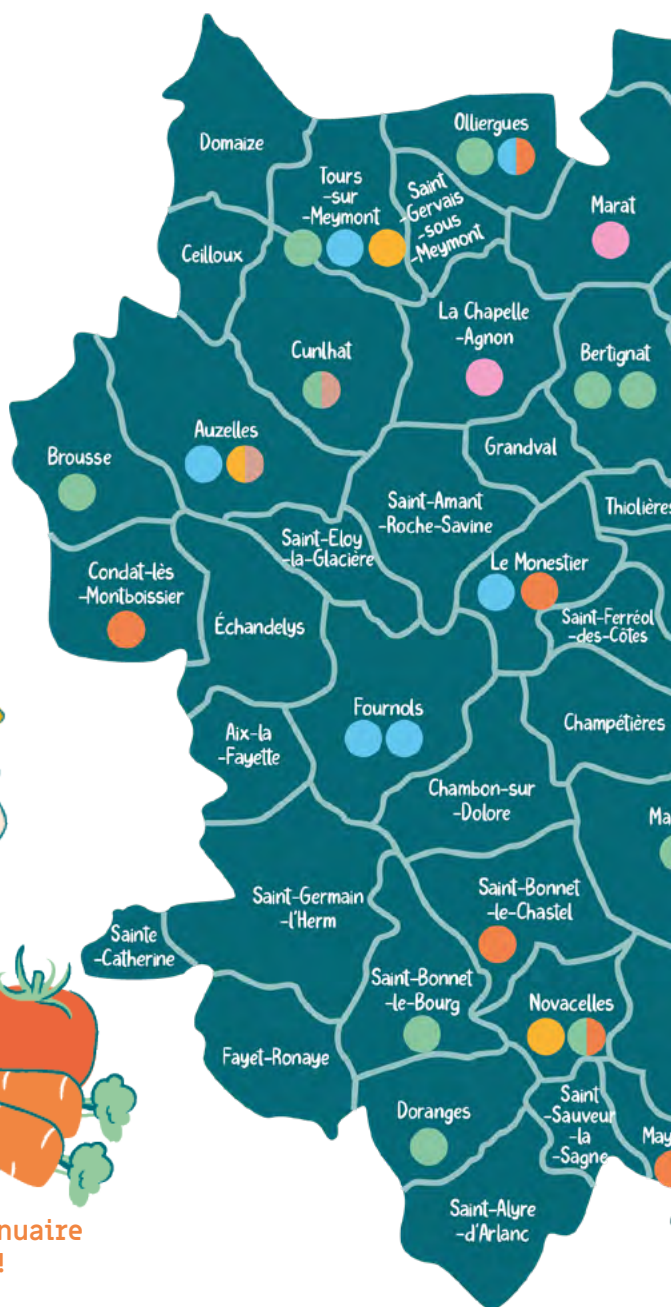 Olliergues
Domaize
Tours
-sur
-Meymont
Saint
-Gervais
-sous
-Meymont
Marat
Ceilloux
La Chapelle
-Agnon
Cunlhat
Bertignat
Auzelles
Grandval
Brousse
Saint-Amant
-Roche-Savine
Thiolières
Saint-Eloy
-la-Glacière
Le Monestier
Condat-lès
-Montboissier
Échandelys
Saint-Ferréol
-des-Côtes
Fournols
Champétières
Aix-la
-Fayette
Chambon-sur
-Dolore
Ma
Saint-Germain
-l'Herm
Saint-Bonnet
-le-Chastel
Sainte
-Catherine
Saint-Bonnet
-le-Bourg
Novacelles
Fayet-Ronaye
Doranges
Saint
-Sauveur
-la
-Sagne
May
Saint-Alyre
-d'Arlanc
nuaire
!